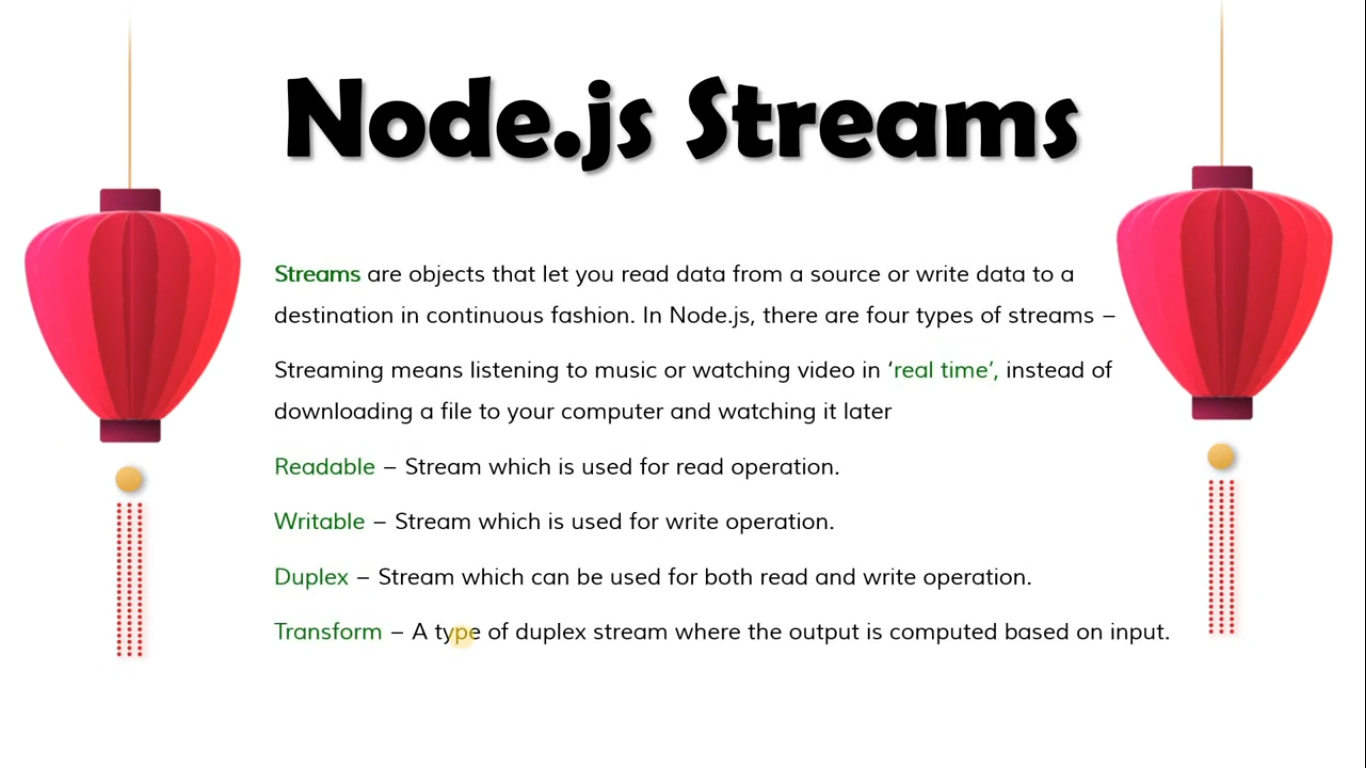 Node.js Streams
Streams are objects that let you read data from a source or write data to a
destination in continuous fashion. In Node.js, there are four types of streams –
Streaming means listening to music or watching video in ‘real time’, instead of
downloading a file to your computer and watching it later
Readable – Stream which is used for read operation.
Writable – Stream which is used for write operation.
Duplex – Stream which can be used for both read and write operation.
Transform – A type of duplex stream where the output is computed based on input.